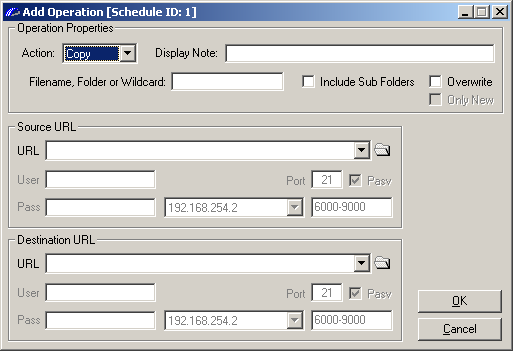 Add Operation [Schedule ID: 1]
Operation Properties
Action: Copy Display Note:
Filename, Folder or Wildcard: Include Sub Folders Overwrite
Only New
Source URL
URL
User Port 21 Pasv
Pass 192.168.254.2 6000-9000
Destination URL
URL
User Port 21 Pasv
Pass 192.168.254.2 6000-9000
OK
Cancel